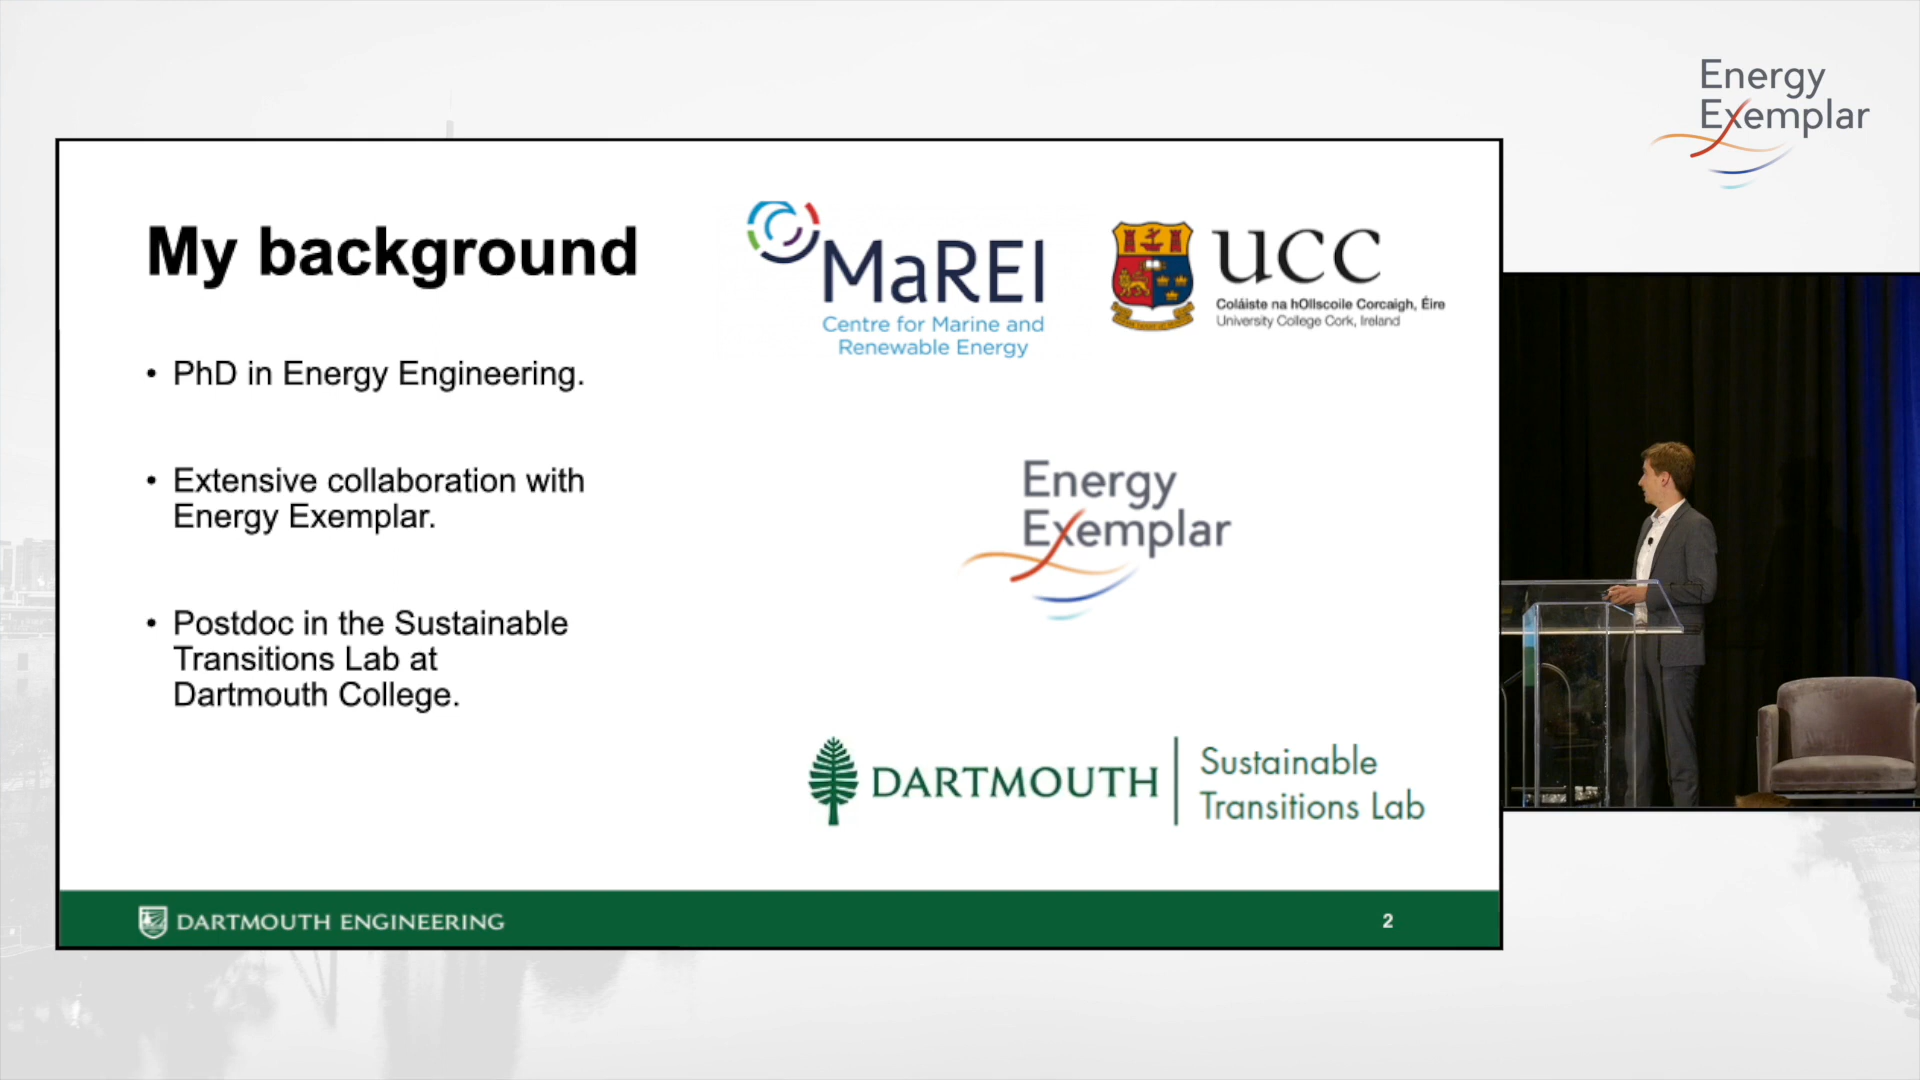 Energy
Exemplar
My background
MaREI
Centre for Marine and
Renewable Energy
UCC
Coláiste na hOllscoile Corcaigh, Éire
University College Cork, Ireland
• PhD in Energy Engineering.
• Extensive collaboration with
Energy Exemplar.
Energy
Exemplar
• Postdoc in the Sustainable
Transitions Lab at
Dartmouth College.
DARTMOUTH
Sustainable
Transitions Lab
DARTMOUTH ENGINEERING
2